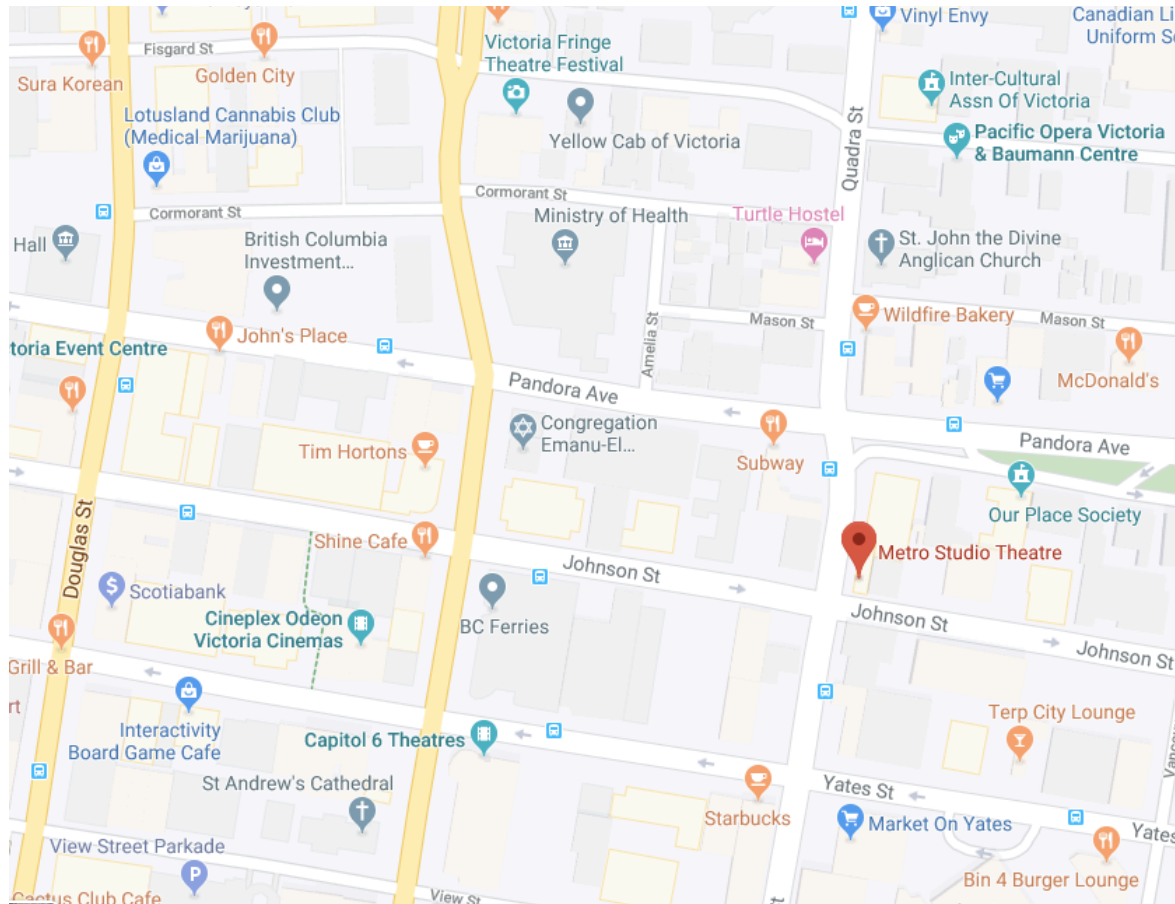 Vinyl Envy
Canadian Li
Uniform S
Fisgard St
Sura Korean
Golden City
Victoria Fringe
Theatre Festival
Inter-Cultural
Assn Of Victoria
Lotusland Cannabis Club
(Medical Marijuana)
Yellow Cab of Victoria
Quadra St
Pacific Opera Victoria
& Baumann Centre
Cormorant St
Cormorant St
Ministry of Health
Turtle Hostel
Hall
British Columbia
Investment...
St. John the Divine
Anglican Church
Mason St
Wildfire Bakery
Mason St
John's Place
toria Event Centre
Amelia St
McDonald's
Pandora Ave
Congregation
Emanu-El...
Tim Hortons
Subway
Pandora Ave
Our Place Society
Douglas St
Shine Cafe
Johnson St
Metro Studio Theatre
Scotiabank
Cineplex Odeon
Victoria Cinemas
BC Ferries
Johnson St
Johnson St
Grill & Bar
rt
Interactivity
Board Game Cafe
Capitol 6 Theatres
Terp City Lounge
St Andrew's Cathedral
Yates St
Starbucks
Market On Yates
Yates
View Street Parkade
P
Bin 4 Burger Lounge
Cactus Club Cafe
View St